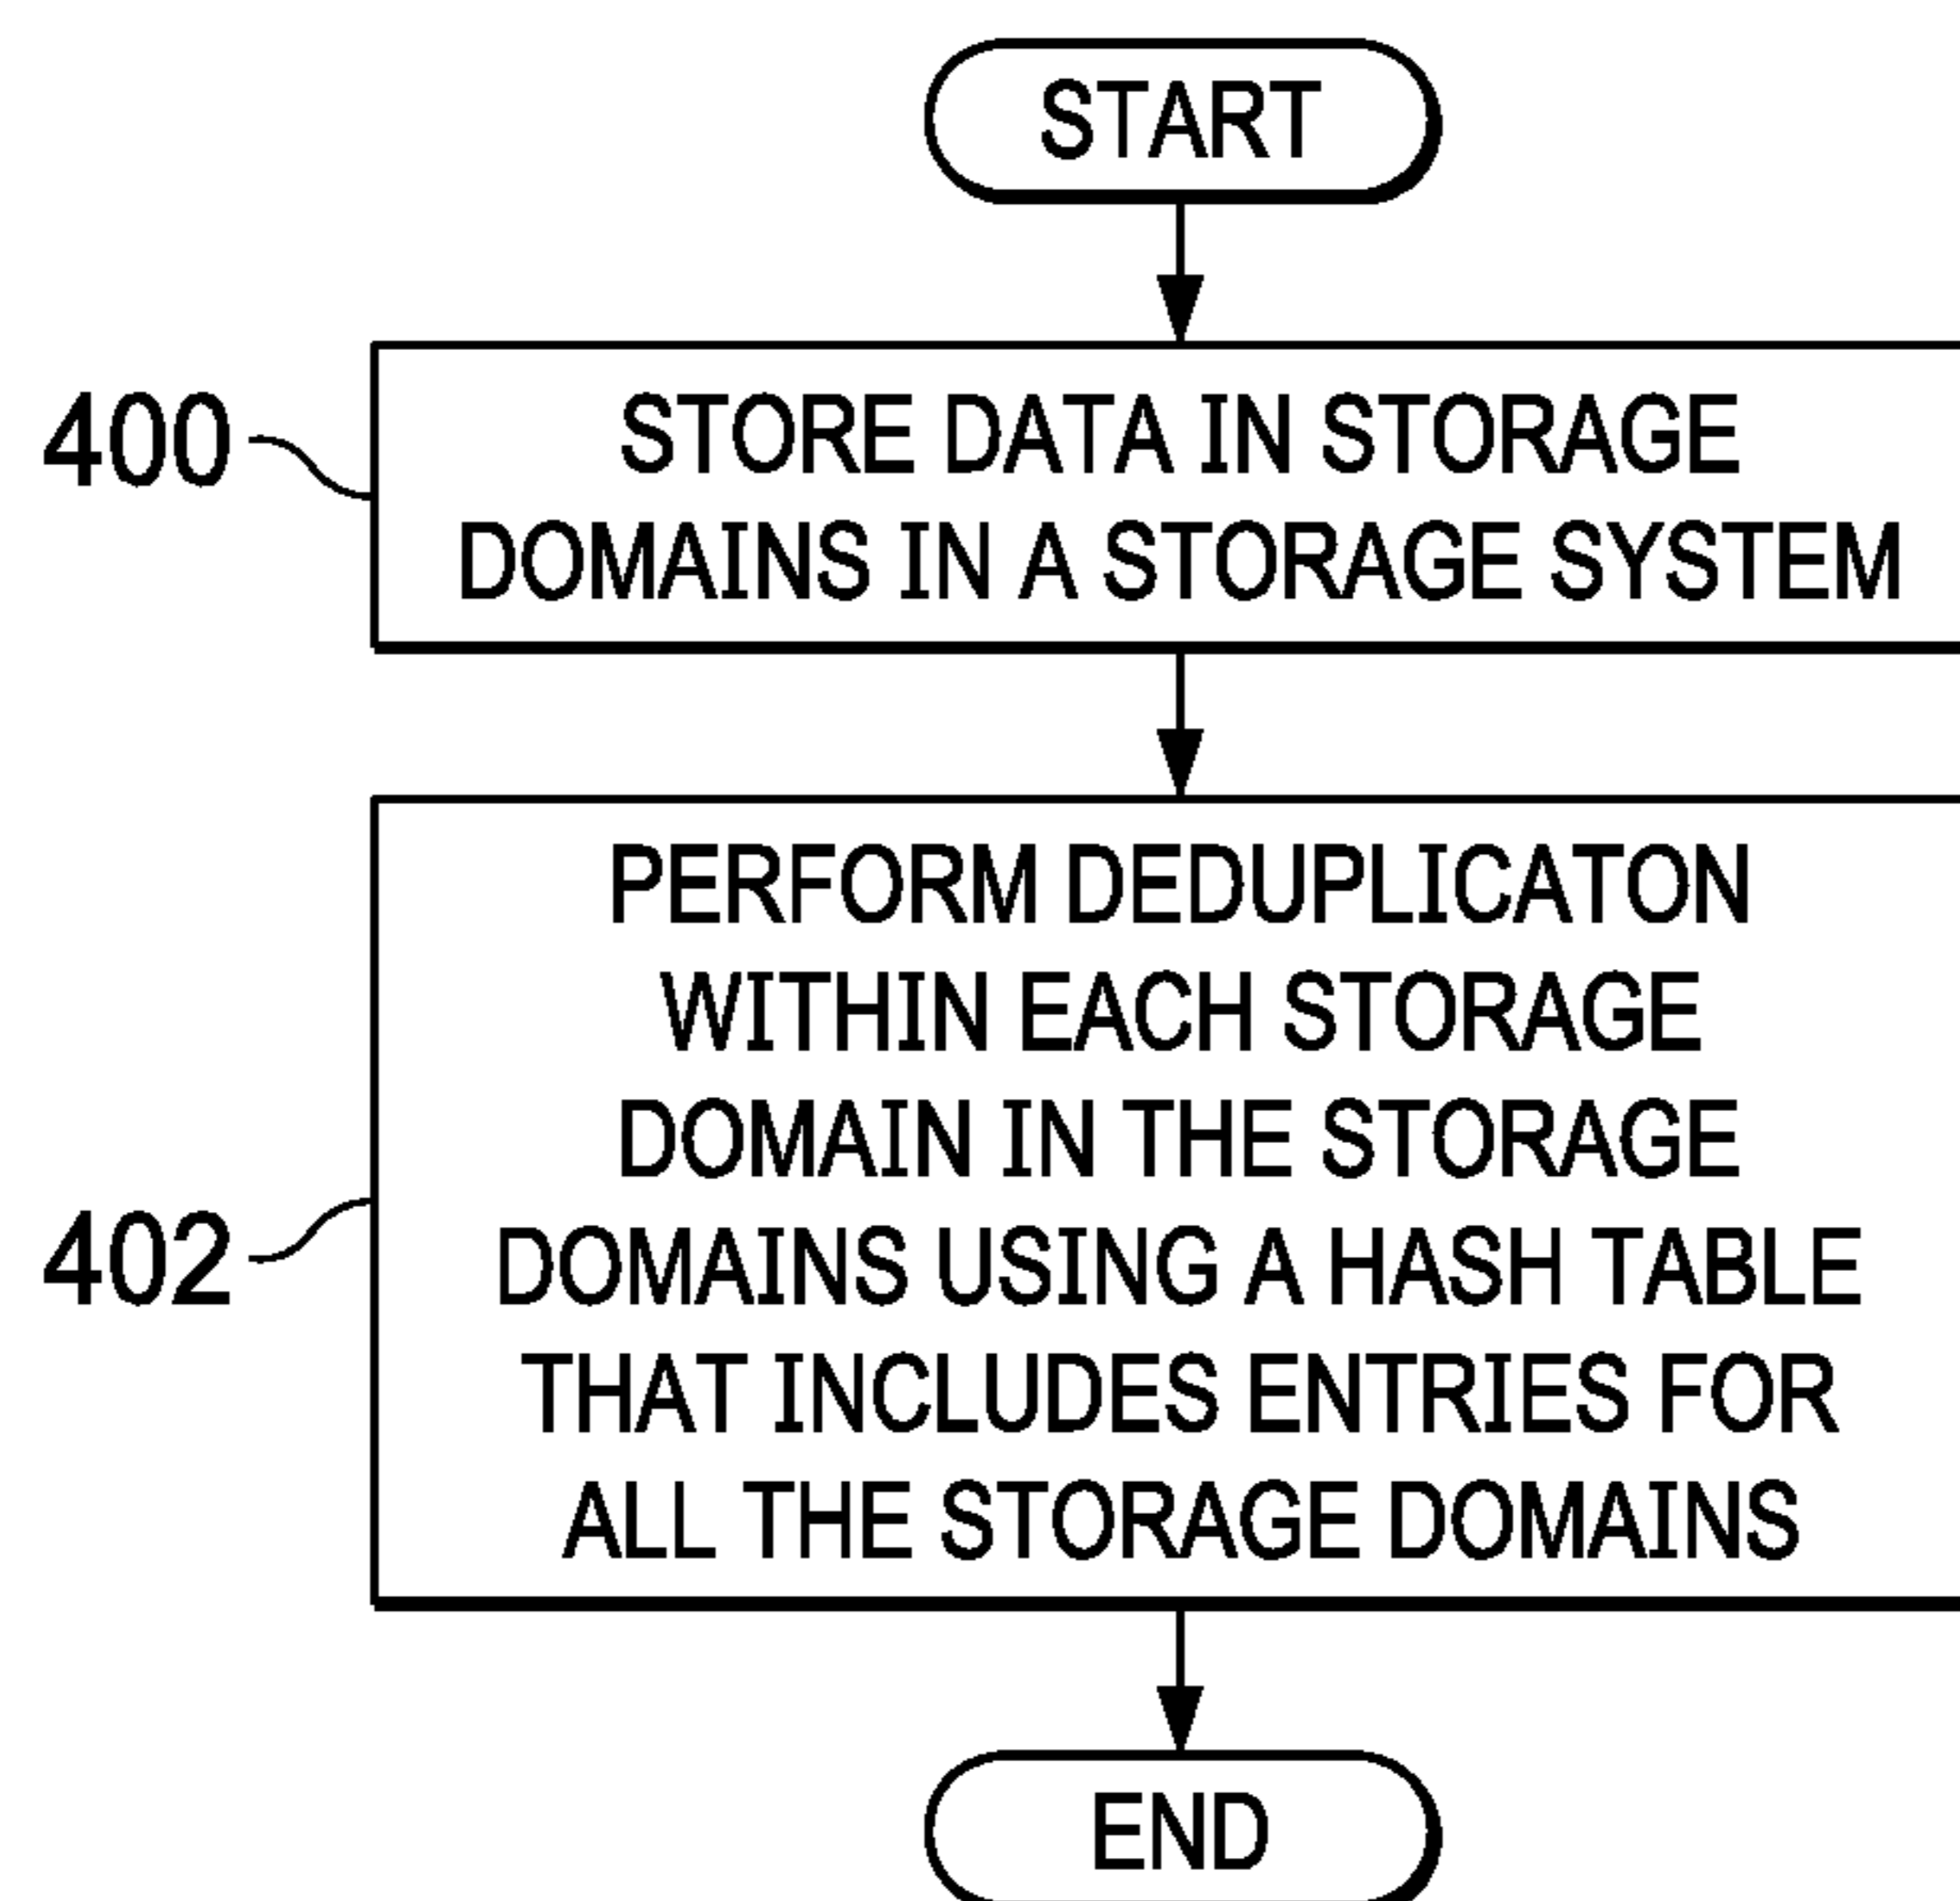 START
400
STORE DATA IN STORAGE
DOMAINS IN A STORAGE SYSTEM
PERFORM DEDUPLICATON
WITHIN EACH STORAGE
DOMAIN IN THE STORAGE
402
DOMAINS USING A HASH TABLE
THAT INCLUDES ENTRIES FOR
ALL THE STORAGE DOMAINS
END